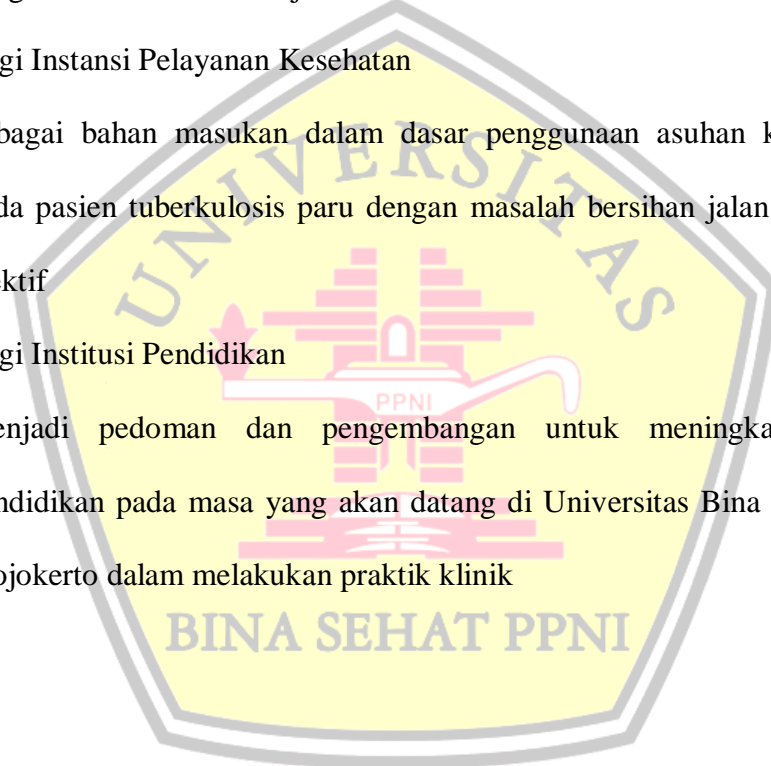 gi Instansi Pelayanan Kesehatan
bagai bahan masukan dalam dasar penggunaan asuhan k
da pasien tuberkulosis paru dengan masalah bersihan jalan
ektif
gi Institusi Pendidikan
enjadi pedoman dan pengembangan untuk meningka
ndidikan pada masa yang akan datang di Universitas Bina
ojokerto dalam melakukan praktik klinik
UNIVERSITAS
PPNI
BINA SEHAT PPNI